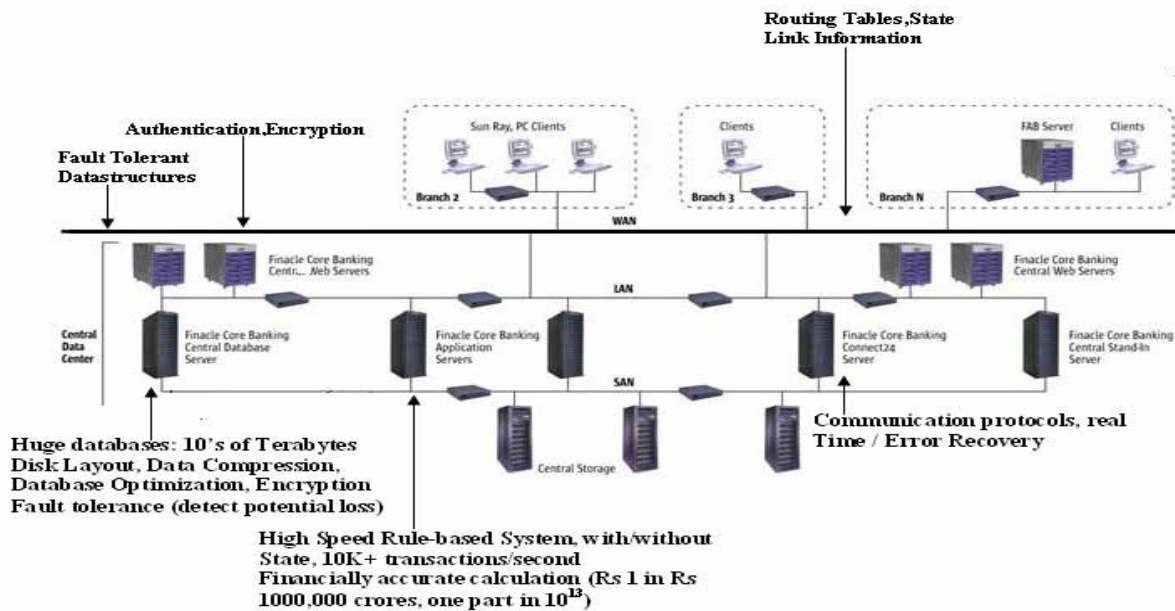 Routing Tables,State
Link Information
Authentication,Encryption
Fault Tolerant
Datastructures
Sun Ray, PC Clients
Branch 2
Clients
Branch 3
FAB Server
Clients
Branch N
WAN
Finacle Core Banking
Centr... Web Servers
LAN
Finacle Core Banking
Central Web Servers
Central
Data
Center
Finacle Core Banking
Central Database
Server
Finacle Core Banking
Application
Servers
Finacle Core Banking
Connect24
Server
Finacle Core Banking
Central Stand-In
Server
SAN
Central Storage
Huge databases: 10’s of Terabytes
Disk Layout, Data Compression,
Database Optimization, Encryption
Fault tolerance (detect potential loss)
Communication protocols, real
Time / Error Recovery
High Speed Rule-based System, with/without
State, 10K+ transactions/second
Financially accurate calculation (Rs 1 in Rs
1000,000 crores, one part in 10¹³)